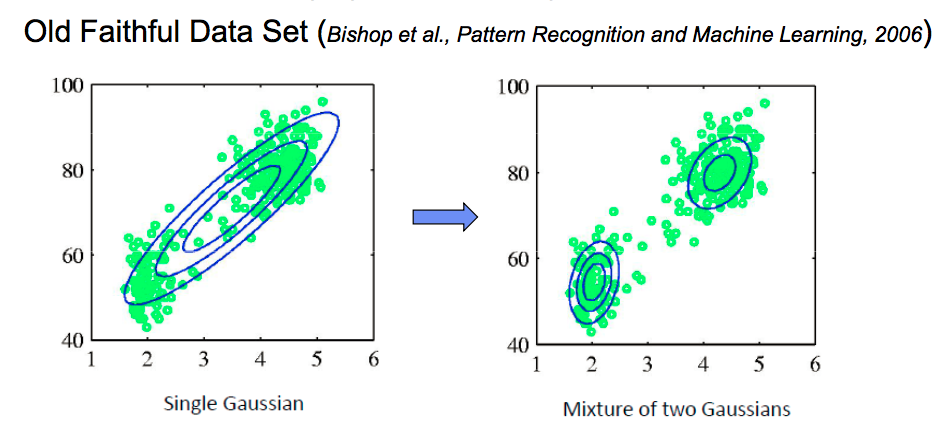 Old Faithful Data Set (Bishop et al., Pattern Recognition and Machine Learning, 2006)
100
80
60
40
1 2 3 4 5 6
Single Gaussian
100
80
60
40
1 2 3 4 5 6
Mixture of two Gaussians